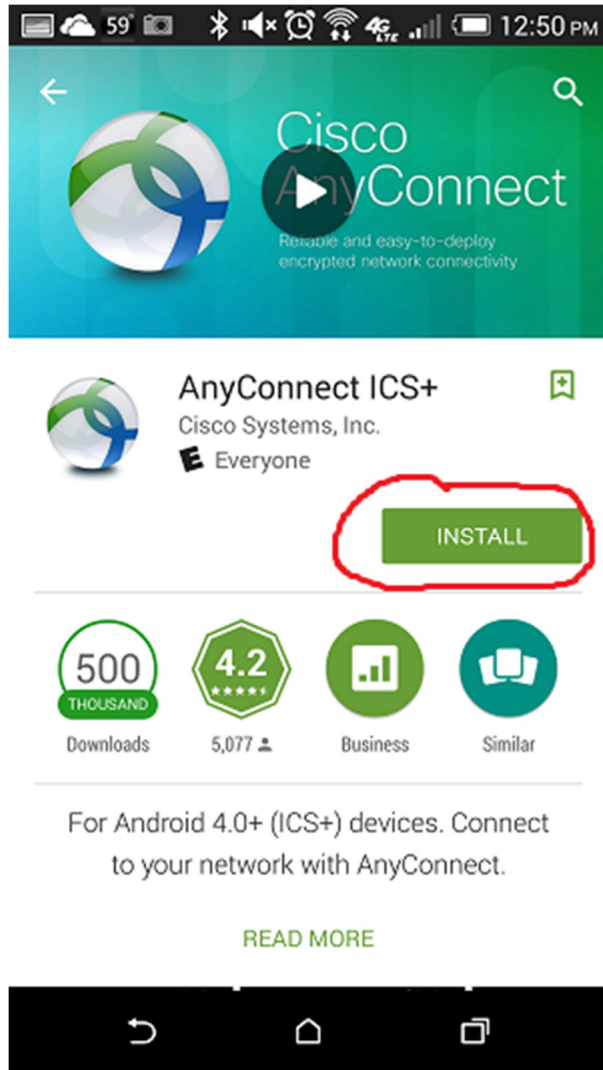 59° 4G LTE 12:50 PM
Cisco
AnyConnect
Reliable and easy-to-deploy
encrypted network connectivity
AnyConnect ICS+
Cisco Systems, Inc.
E Everyone
INSTALL
500
THOUSAND
Downloads
4.2
5,077
Business
Similar
For Android 4.0+ (ICS+) devices. Connect
to your network with AnyConnect.
READ MORE